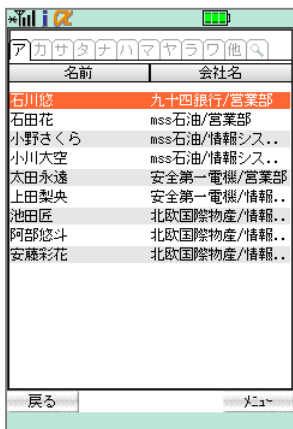 i α
ア カ サ タ ナ ハ マ ヤ ラ ワ 他
名前 会社名
石川悠 九十四銀行/営業部
石田花 mss石油/営業部
小野さくら mss石油/情報シス..
小川大空 mss石油/情報シス..
太田永遠 安全第一電機/営業部
上田梨央 安全第一電機/情報..
池田匠 北欧国際物産/情報..
阿部悠斗 北欧国際物産/情報..
安藤彩花 北欧国際物産/情報..
戻る ﾒﾆｭｰ